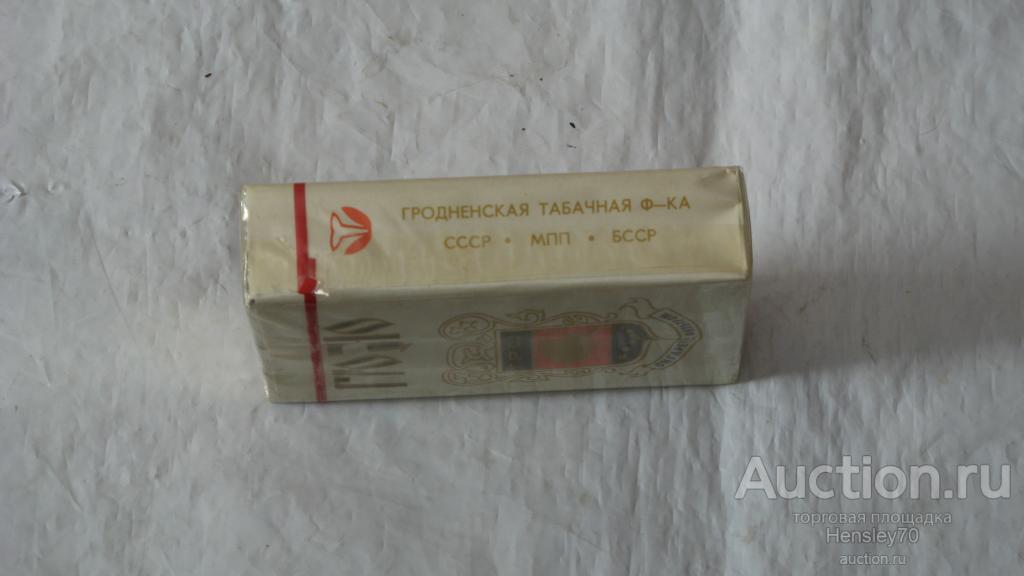 ГРОДНЕНСКАЯ ТАБАЧНАЯ Ф—КА
СССР • МПП • БССР
Auction.ru
торговая площадка
Hensley70
auction.ru